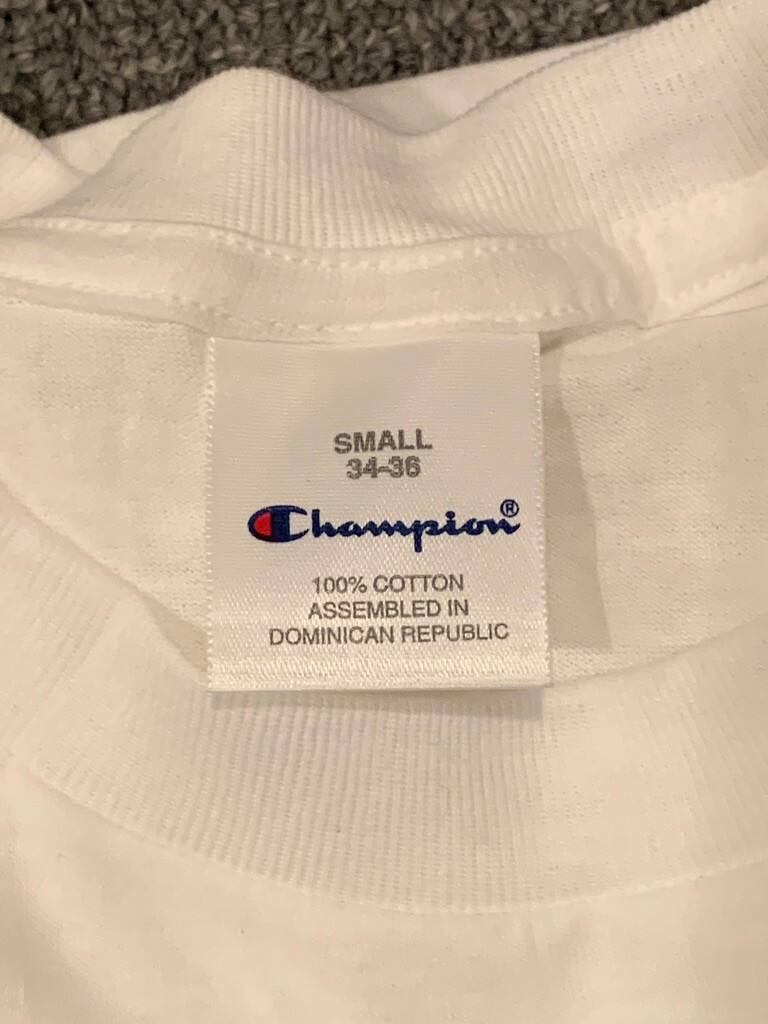 SMALL
34-36
Champion®
100% COTTON
ASSEMBLED IN
DOMINICAN REPUBLIC